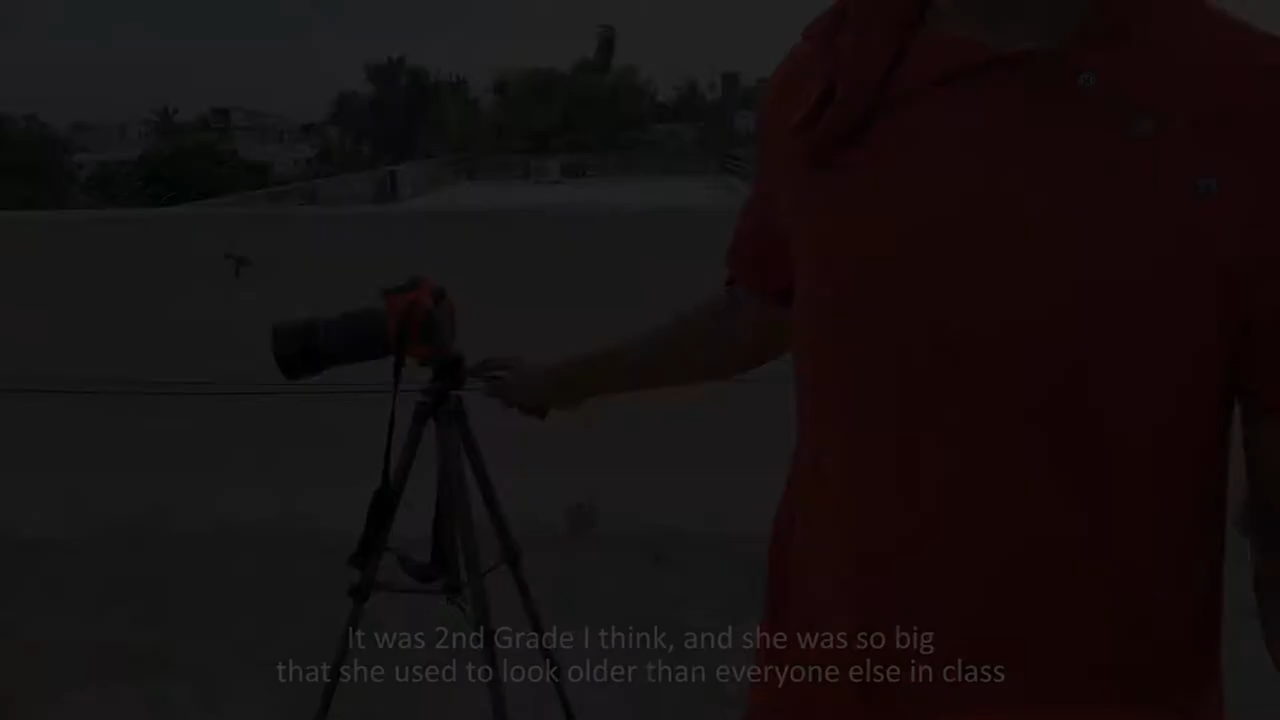 It was 2nd Grade I think, and she was so big
that she used to look older than everyone else in class